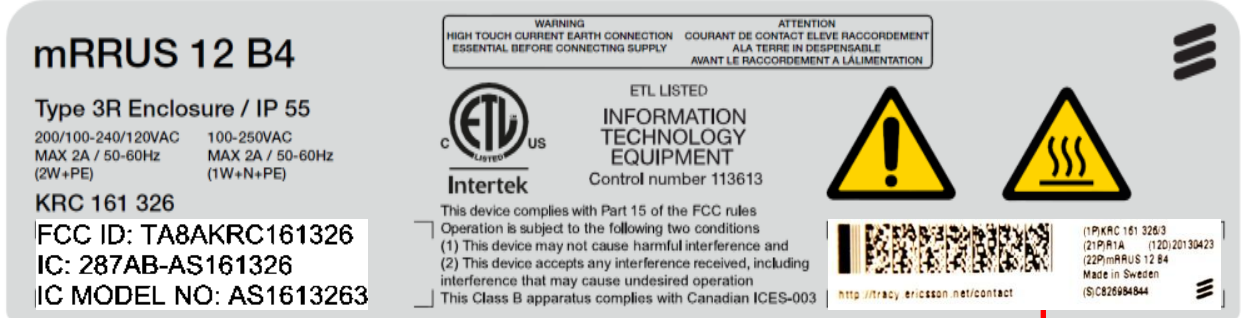 mRRUS 12 B4
Type 3R Enclosure / IP 55
200/100-240/120VAC
MAX 2A / 50-60Hz
(2W+PE)
100-250VAC
MAX 2A / 50-60Hz
(1W+N+PE)
KRC 161 326
FCC ID: TA8AKRC161326
IC: 287AB-AS161326
IC MODEL NO: AS1613263
WARNING
HIGH TOUCH CURRENT EARTH CONNECTION
ESSENTIAL BEFORE CONNECTING SUPPLY
ATTENTION
COURANT DE CONTACT ELEVE RACCORDEMENT
ALA TERRE IN DESPENSABLE
AVANT LE RACCORDEMENT A LÁLIMENTATION
C ETL US
LISTED
Intertek
ETL LISTED
INFORMATION
TECHNOLOGY
EQUIPMENT
Control number 113613
This device complies with Part 15 of the FCC rules
Operation is subject to the following two conditions
(1) This device may not cause harmful interference and
(2) This device accepts any interference received, including
interference that may cause undesired operation
This Class B apparatus complies with Canadian ICES-003
http://tracy.ericsson.net/contact
(1P)KRC 161 326/3
(21P)R1A (12D)20130423
(22P)mRRUS 12 B4
Made in Sweden
(S)C826984844